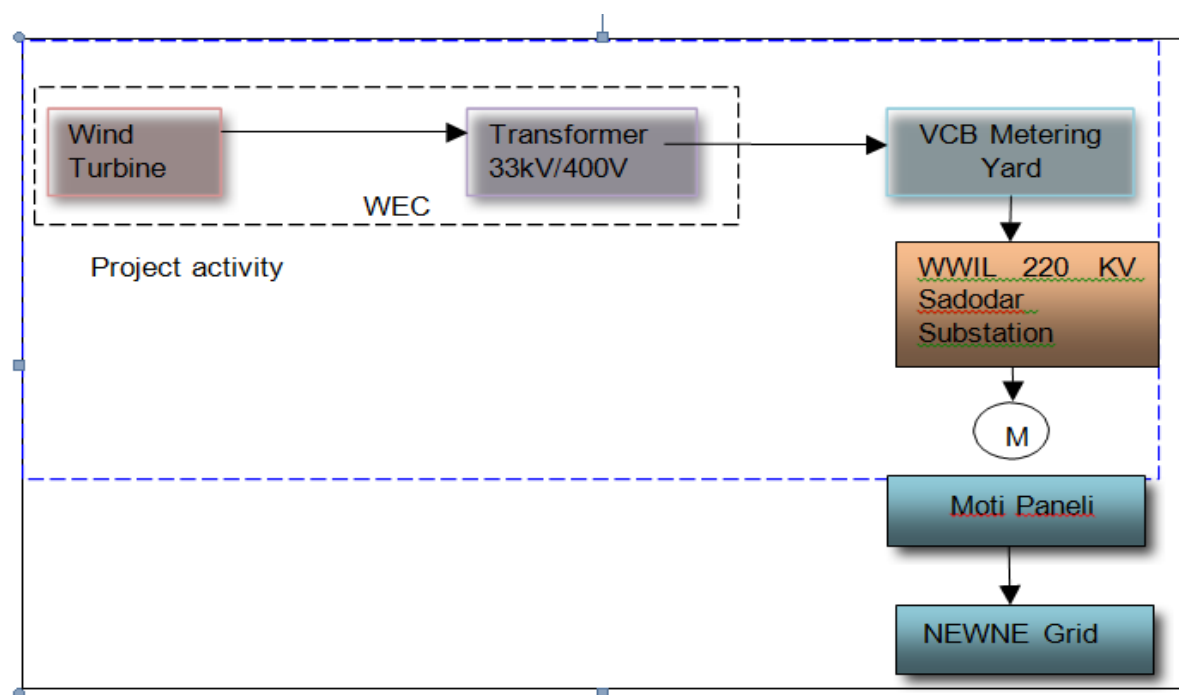 Wind
Turbine
Transformer
33kV/400V
VCB Metering
Yard
WEC
Project activity
WWIL 220 KV
Sadodar
Substation
M
Moti Paneli
NEWNE Grid